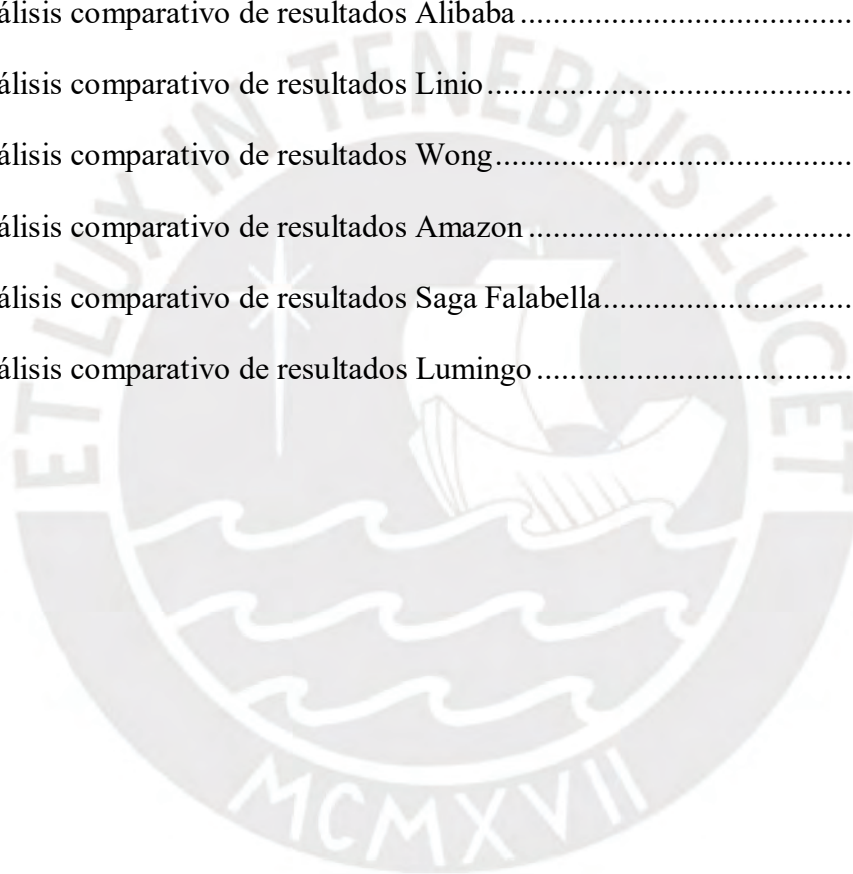 álisis comparativo de resultados Alibaba ......................................
álisis comparativo de resultados Linio..........................................
álisis comparativo de resultados Wong.........................................
álisis comparativo de resultados Amazon .....................................
álisis comparativo de resultados Saga Falabella............................
álisis comparativo de resultados Lumingo ....................................
ET LUX IN TENEBRIS LUCET
MCMXVII